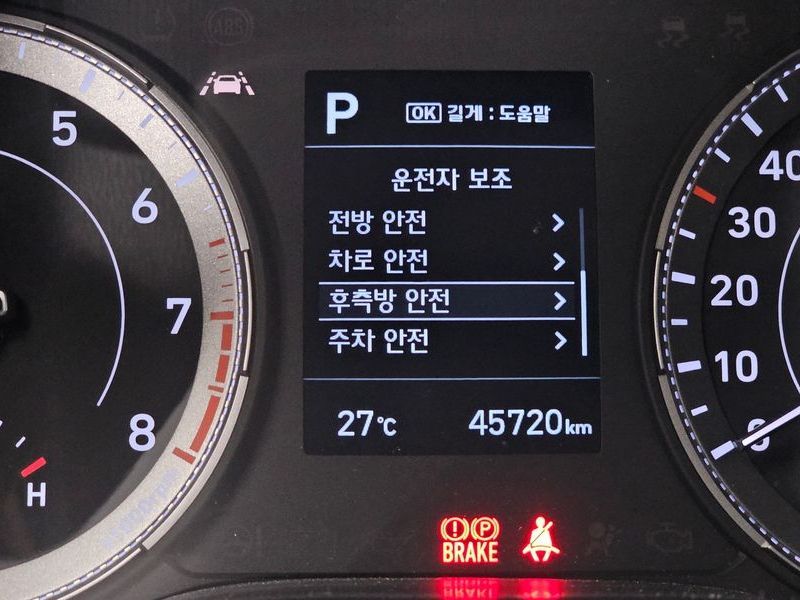 P
OK 길게 : 도움말
운전자 보조
전방 안전
차로 안전
후측방 안전
주차 안전
27℃ 45720km
5
6
7
8
H
x1000rpm
40
30
20
10
0
ABS
BRAKE